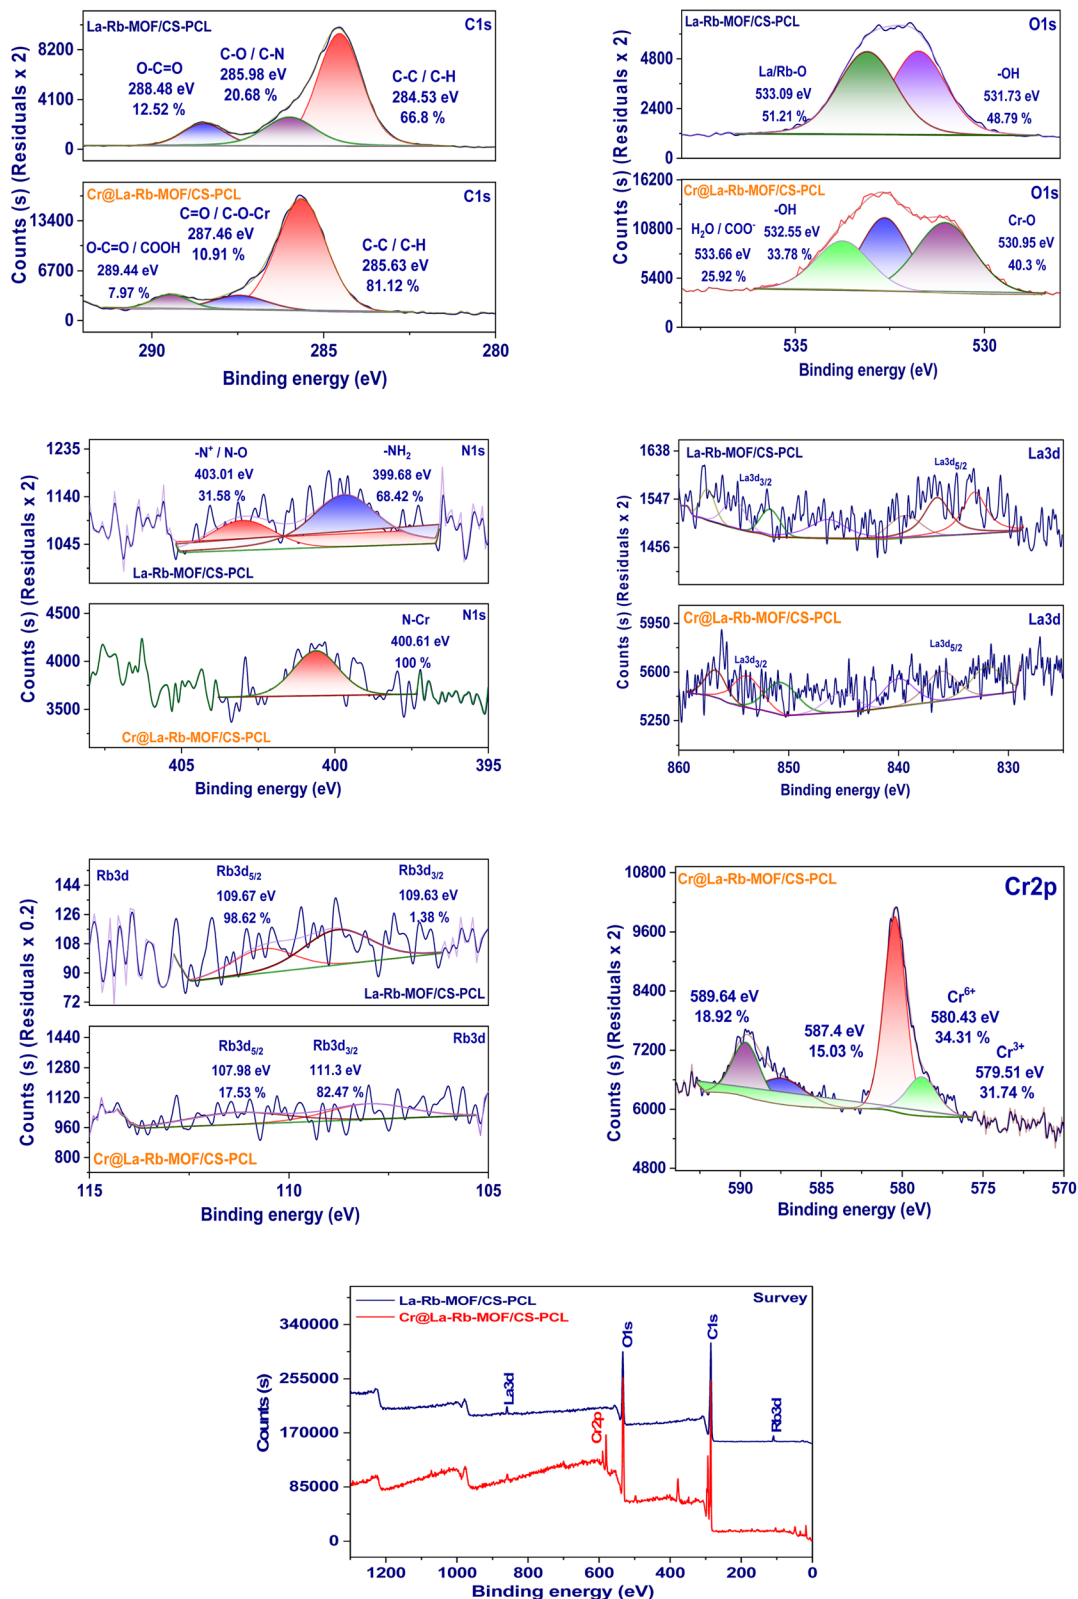 La-Rb-MOF/CS-PCL
C1s
8200
4100
0
O-C=O
288.48 eV
12.52 %
C-O / C-N
285.98 eV
20.68 %
C-C / C-H
284.53 eV
66.8 %
Cr@La-Rb-MOF/CS-PCL
C1s
13400
6700
0
O-C=O / COOH
289.44 eV
7.97 %
C=O / C-O-Cr
287.46 eV
10.91 %
C-C / C-H
285.63 eV
81.12 %
290
285
280
Binding energy (eV)
Counts (s) (Residuals x 2)
La-Rb-MOF/CS-PCL
O1s
4800
2400
0
La/Rb-O
533.09 eV
51.21 %
-OH
531.73 eV
48.79 %
16200
Cr@La-Rb-MOF/CS-PCL
O1s
10800
5400
0
H₂O / COO⁻
533.66 eV
25.92 %
-OH
532.55 eV
33.78 %
Cr-O
530.95 eV
40.3 %
535
530
Binding energy (eV)
Counts (s) (Residuals x 2)
1235
1140
1045
N1s
-N⁺ / N-O
403.01 eV
31.58 %
-NH₂
399.68 eV
68.42 %
La-Rb-MOF/CS-PCL
4500
4000
3500
N1s
N-Cr
400.61 eV
100 %
Cr@La-Rb-MOF/CS-PCL
405
400
395
Binding energy (eV)
Counts (s) (Residuals x 2)
1638
1547
1456
La-Rb-MOF/CS-PCL
La3d
La3d₃/₂
La3d₅/₂
5950
5600
5250
Cr@La-Rb-MOF/CS-PCL
La3d
La3d₃/₂
La3d₅/₂
860
850
840
830
Binding energy (eV)
Counts (s) (Residuals x 2)
144
126
108
90
72
Rb3d
Rb3d₅/₂
109.67 eV
98.62 %
Rb3d₃/₂
109.63 eV
1.38 %
La-Rb-MOF/CS-PCL
1440
1280
1120
960
800
Rb3d
Rb3d₅/₂
107.98 eV
17.53 %
Rb3d₃/₂
111.3 eV
82.47 %
Cr@La-Rb-MOF/CS-PCL
115
110
105
Binding energy (eV)
Counts (s) (Residuals x 0.2)
10800
9600
8400
7200
6000
4800
Cr@La-Rb-MOF/CS-PCL
Cr2p
589.64 eV
18.92 %
587.4 eV
15.03 %
Cr⁶⁺
580.43 eV
34.31 %
Cr³⁺
579.51 eV
31.74 %
590
585
580
575
570
Binding energy (eV)
Counts (s) (Residuals x 2)
La-Rb-MOF/CS-PCL
Cr@La-Rb-MOF/CS-PCL
Survey
340000
255000
170000
85000
0
La3d
Cr2p
O1s
C1s
Rb3d
1200
1000
800
600
400
200
0
Binding energy (eV)
Counts (s)